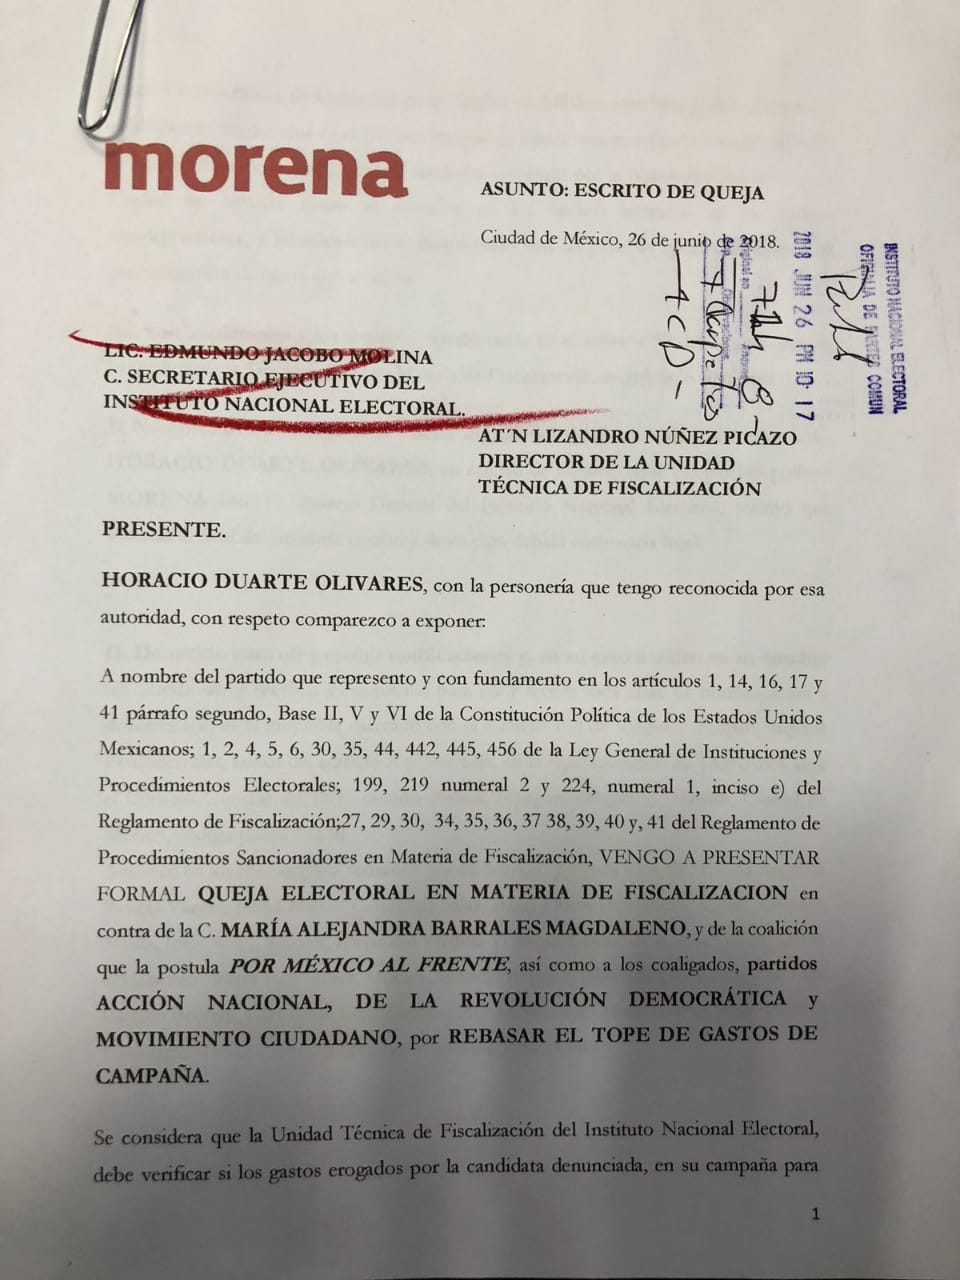 morena
ASUNTO: ESCRITO DE QUEJA
Ciudad de México, 26 de junio de 2018.
INSTITUTO NACIONAL ELECTORAL
OFICIALIA DE PARTES COMUN
2018 JUN 26 PM 10 17
1 CD
LIC. EDMUNDO JACOBO MOLINA
C. SECRETARIO EJECUTIVO DEL
INSTITUTO NACIONAL ELECTORAL.
AT´N LIZANDRO NÚÑEZ PICAZO
DIRECTOR DE LA UNIDAD
TÉCNICA DE FISCALIZACIÓN
PRESENTE.
HORACIO DUARTE OLIVARES, con la personería que tengo reconocida por esa
autoridad, con respeto comparezco a exponer:
A nombre del partido que represento y con fundamento en los artículos 1, 14, 16, 17 y
41 párrafo segundo, Base II, V y VI de la Constitución Política de los Estados Unidos
Mexicanos; 1, 2, 4, 5, 6, 30, 35, 44, 442, 445, 456 de la Ley General de Instituciones y
Procedimientos Electorales; 199, 219 numeral 2 y 224, numeral 1, inciso e) del
Reglamento de Fiscalización;27, 29, 30, 34, 35, 36, 37 38, 39, 40 y, 41 del Reglamento de
Procedimientos Sancionadores en Materia de Fiscalización, VENGO A PRESENTAR
FORMAL QUEJA ELECTORAL EN MATERIA DE FISCALIZACION en
contra de la C. MARÍA ALEJANDRA BARRALES MAGDALENO, y de la coalición
que la postula POR MÉXICO AL FRENTE, así como a los coaligados, partidos
ACCIÓN NACIONAL, DE LA REVOLUCIÓN DEMOCRÁTICA y
MOVIMIENTO CIUDADANO, por REBASAR EL TOPE DE GASTOS DE
CAMPAÑA.
Se considera que la Unidad Técnica de Fiscalización del Instituto Nacional Electoral,
debe verificar si los gastos erogados por la candidata denunciada, en su campaña para
1